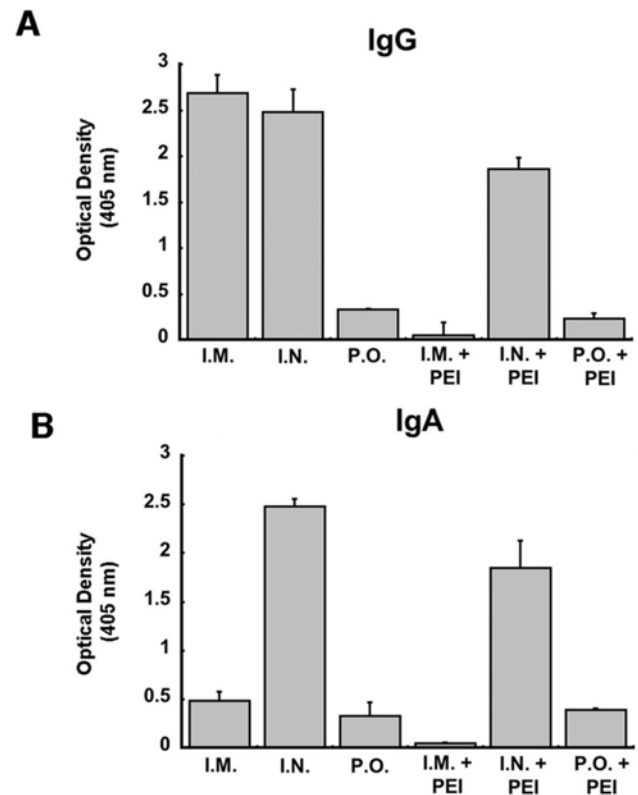 A
IgG
Optical Density
(405 nm)
3
2.5
2
1.5
1
0.5
0
I.M. I.N. P.O. I.M. + I.N. + P.O. +
PEI PEI PEI
B
IgA
Optical Density
(405 nm)
3
2.5
2
1.5
1
0.5
0
I.M. I.N. P.O. I.M. + I.N. + P.O. +
PEI PEI PEI